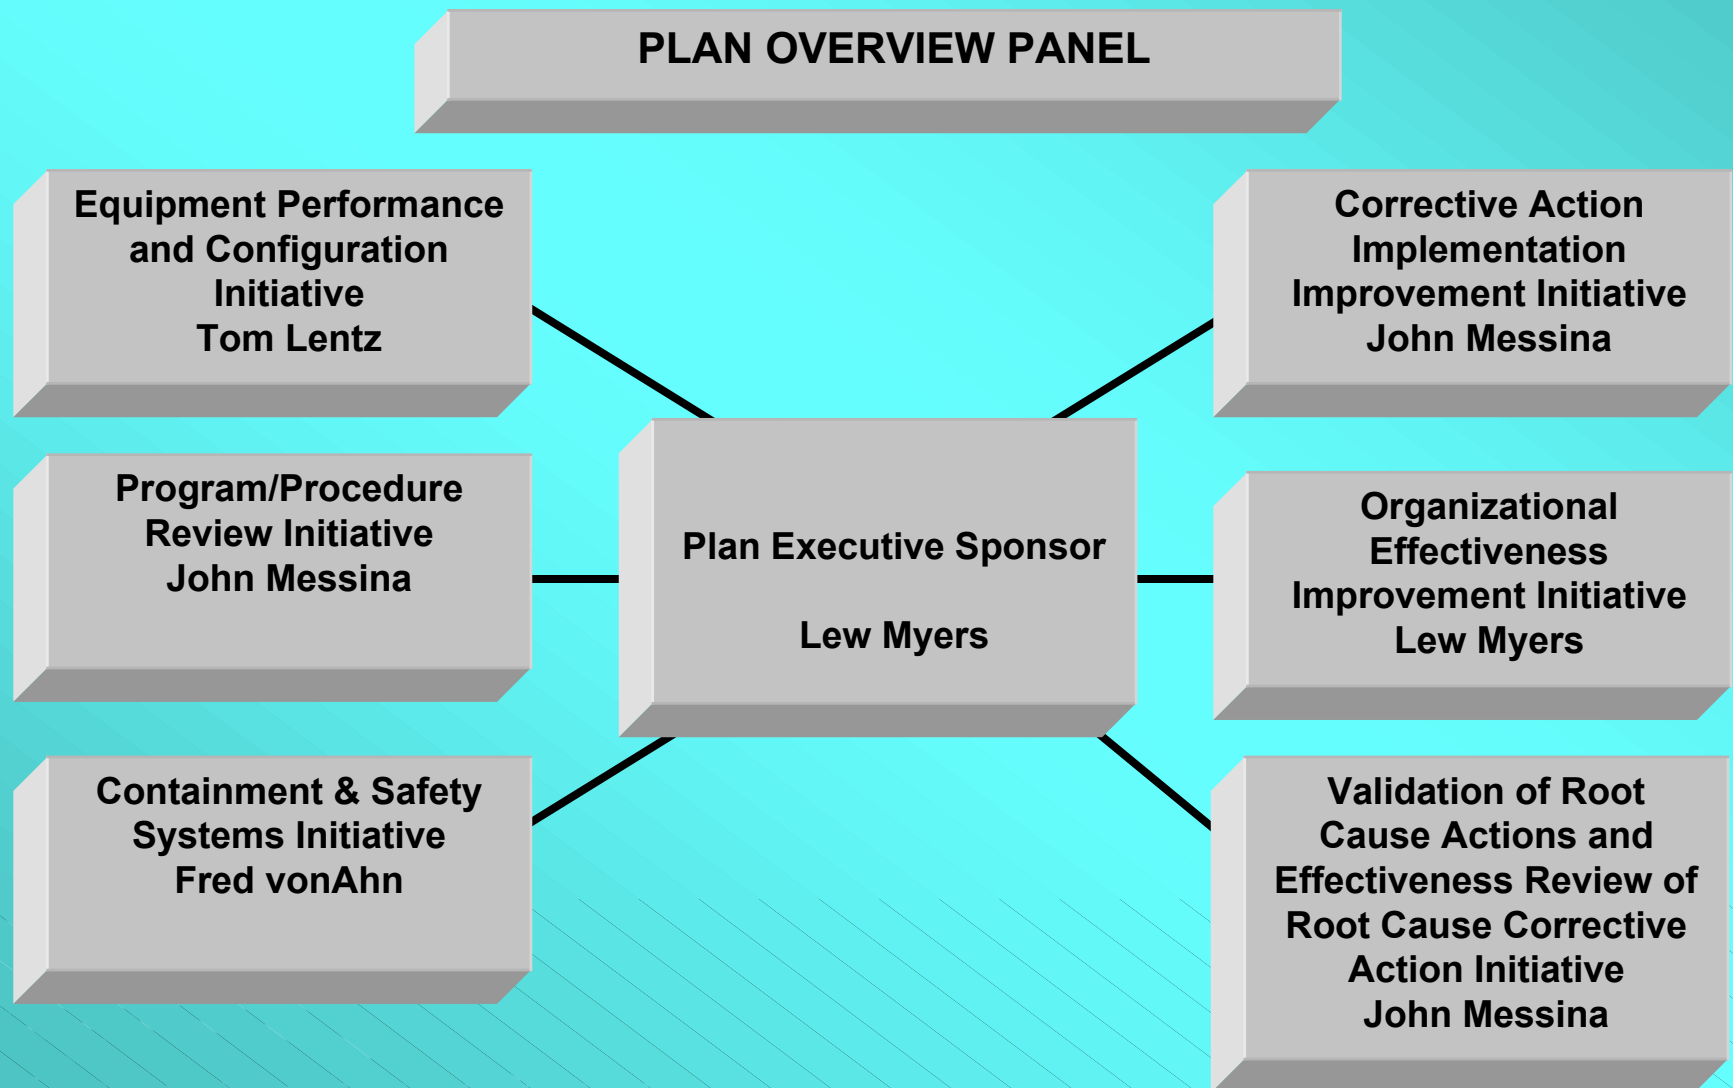 PLAN OVERVIEW PANEL
Equipment Performance
and Configuration
Initiative
Tom Lentz
Program/Procedure
Review Initiative
John Messina
Containment & Safety
Systems Initiative
Fred vonAhn
Plan Executive Sponsor
Lew Myers
Corrective Action
Implementation
Improvement Initiative
John Messina
Organizational
Effectiveness
Improvement Initiative
Lew Myers
Validation of Root
Cause Actions and
Effectiveness Review of
Root Cause Corrective
Action Initiative
John Messina